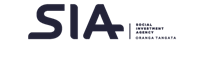 SIA
SOCIAL
INVESTMENT
AGENCY
ORANGA TANGATA